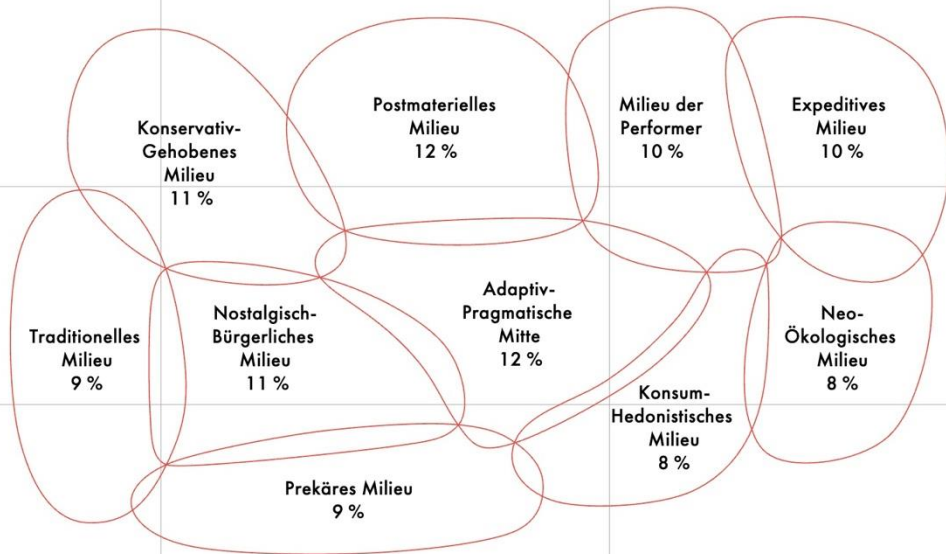 Konservativ-
Gehobenes
Milieu
11 %
Postmaterielles
Milieu
12 %
Milieu der
Performer
10 %
Expeditives
Milieu
10 %
Traditionelles
Milieu
9 %
Nostalgisch-
Bürgerliches
Milieu
11 %
Adaptiv-
Pragmatische
Mitte
12 %
Neo-
Ökologisches
Milieu
8 %
Konsum-
Hedonistisches
Milieu
8 %
Prekäres Milieu
9 %